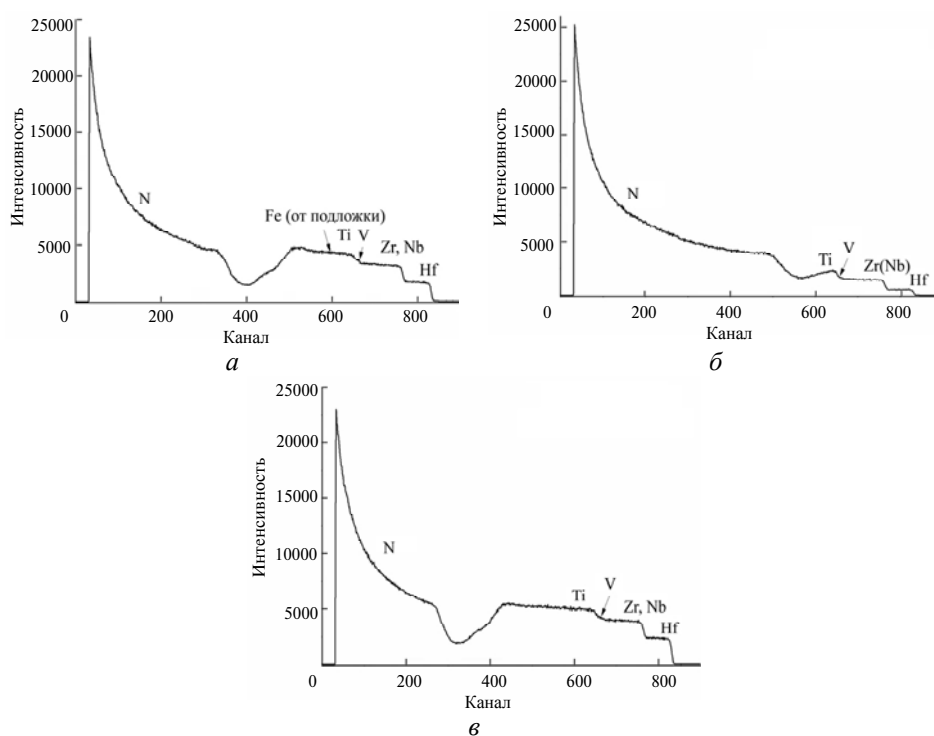 25000
20000
15000
10000
5000
0
200
400
600
800
Интенсивность
Канал
N
Fe (от подложки)
Ti V
Zr, Nb
Hf
а
25000
20000
15000
10000
5000
0
200
400
600
800
Интенсивность
Канал
N
Ti
V
Zr(Nb)
Hf
б
25000
20000
15000
10000
5000
0
200
400
600
800
Интенсивность
Канал
N
Ti
V
Zr, Nb
Hf
в